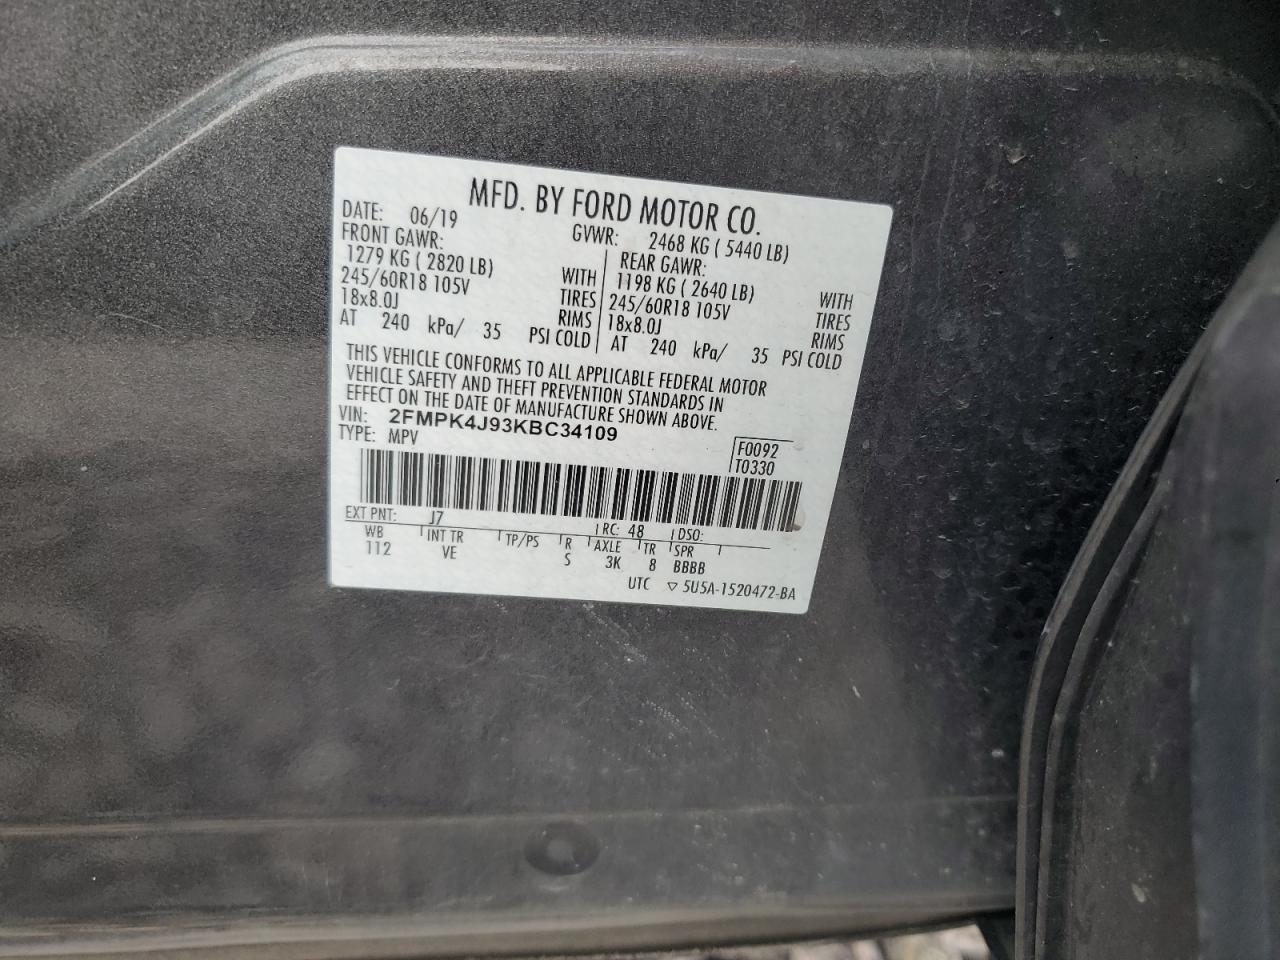 MFD. BY FORD MOTOR CO.
DATE: 06/19 GVWR: 2468 KG ( 5440 LB)
FRONT GAWR: REAR GAWR:
1279 KG ( 2820 LB) WITH 1198 KG ( 2640 LB) WITH
245/60R18 105V TIRES 245/60R18 105V TIRES
18x8.0J RIMS 18x8.0J RIMS
AT 240 kPa/ 35 PSI COLD AT 240 kPa/ 35 PSI COLD
THIS VEHICLE CONFORMS TO ALL APPLICABLE FEDERAL MOTOR
VEHICLE SAFETY AND THEFT PREVENTION STANDARDS IN
EFFECT ON THE DATE OF MANUFACTURE SHOWN ABOVE.
VIN: 2FMPK4J93KBC34109
TYPE: MPV
F0092
T0330
EXT PNT: J7 RC: 48 DSO:
WB INT TR TP/PS R AXLE TR SPR
112 VE S 3K 8 BBBB
UTC ▽ 5U5A-1520472-BA